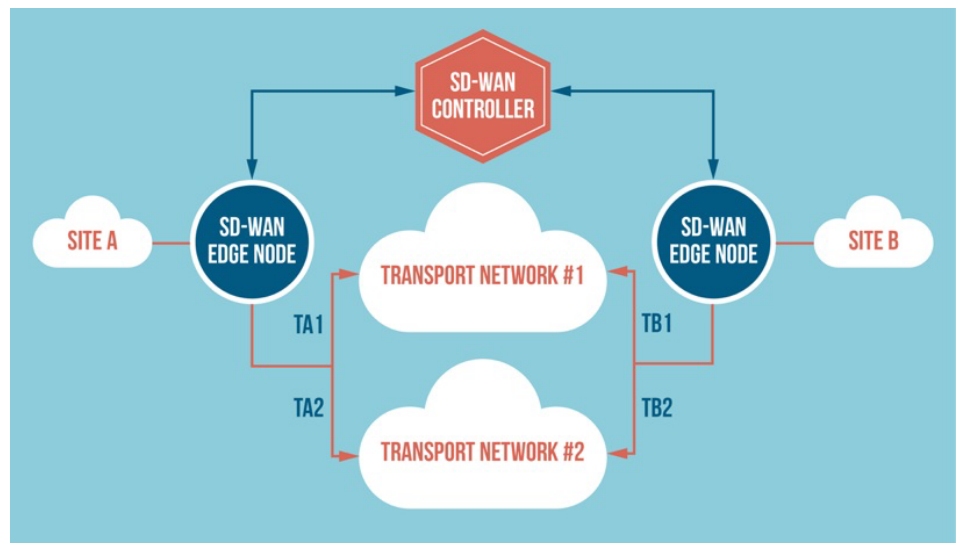 SD-WAN
CONTROLLER
SITE A
SD-WAN
EDGE NODE
SD-WAN
EDGE NODE
SITE B
TRANSPORT NETWORK #1
TA1
TB1
TA2
TB2
TRANSPORT NETWORK #2